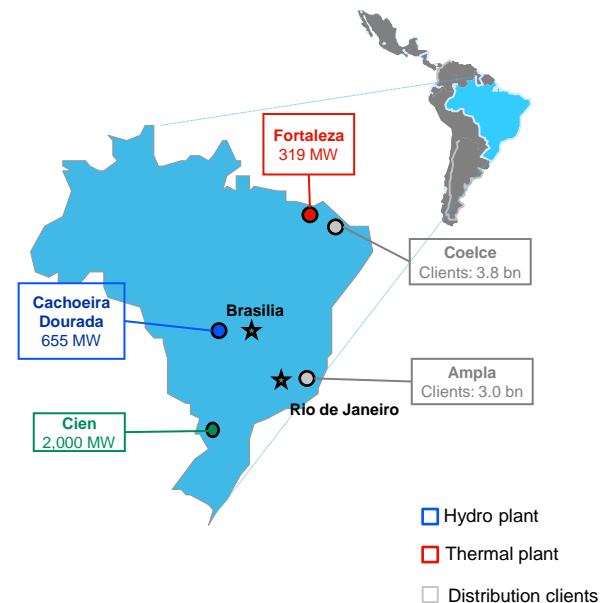 Fortaleza
319 MW
Coelce
Clients: 3.8 bn
Cachoeira
Dourada
655 MW
Brasilia
Ampla
Clients: 3.0 bn
Rio de Janeiro
Cien
2,000 MW
Hydro plant
Thermal plant
Distribution clients